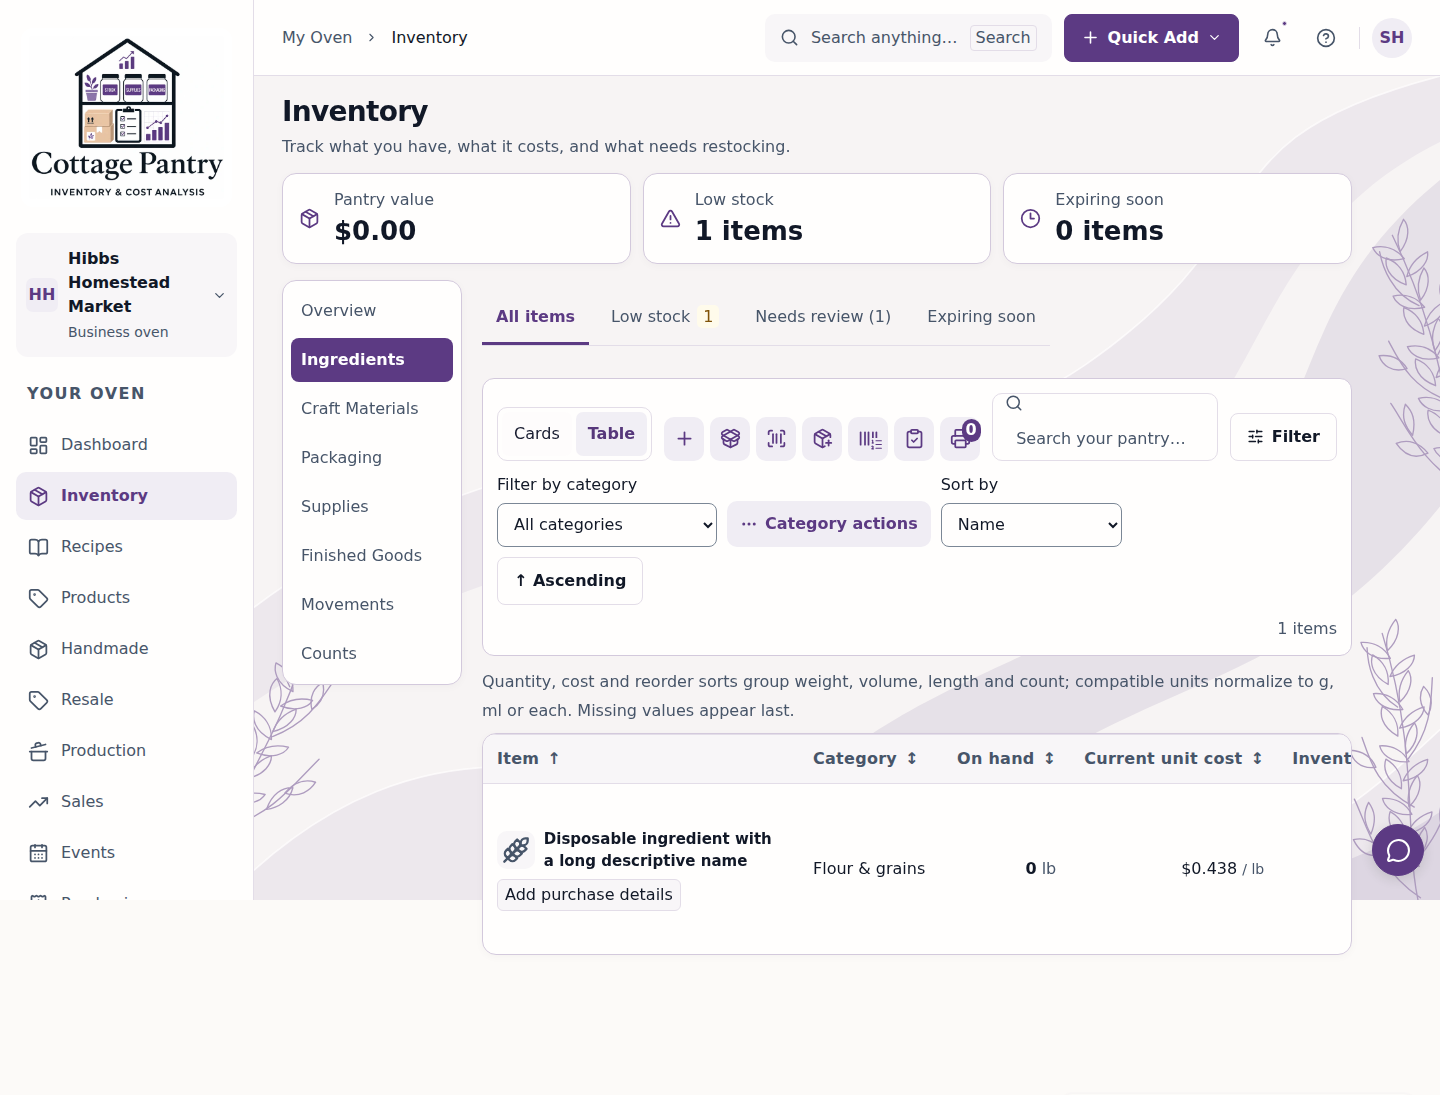 Cottage Pantry
INVENTORY & COST ANALYSIS
HH
Hibbs
Homestead
Market
Business oven
YOUR OVEN
Dashboard
Inventory
Recipes
Products
Handmade
Resale
Production
Sales
Events
My Oven › Inventory
Search anything... Search
+ Quick Add
SH
Inventory
Track what you have, what it costs, and what needs restocking.
Pantry value
$0.00
Low stock
1 items
Expiring soon
0 items
Overview
Ingredients
Craft Materials
Packaging
Supplies
Finished Goods
Movements
Counts
All items Low stock 1 Needs review (1) Expiring soon
Cards Table 0 Search your pantry... Filter
Filter by category Sort by
All categories ··· Category actions Name
↑ Ascending
1 items
Quantity, cost and reorder sorts group weight, volume, length and count; compatible units normalize to g,
ml or each. Missing values appear last.
Item ↑ Category ↕ On hand ↕ Current unit cost ↕ Invent
Disposable ingredient with
a long descriptive name
Flour & grains 0 lb $0.438 / lb
Add purchase details